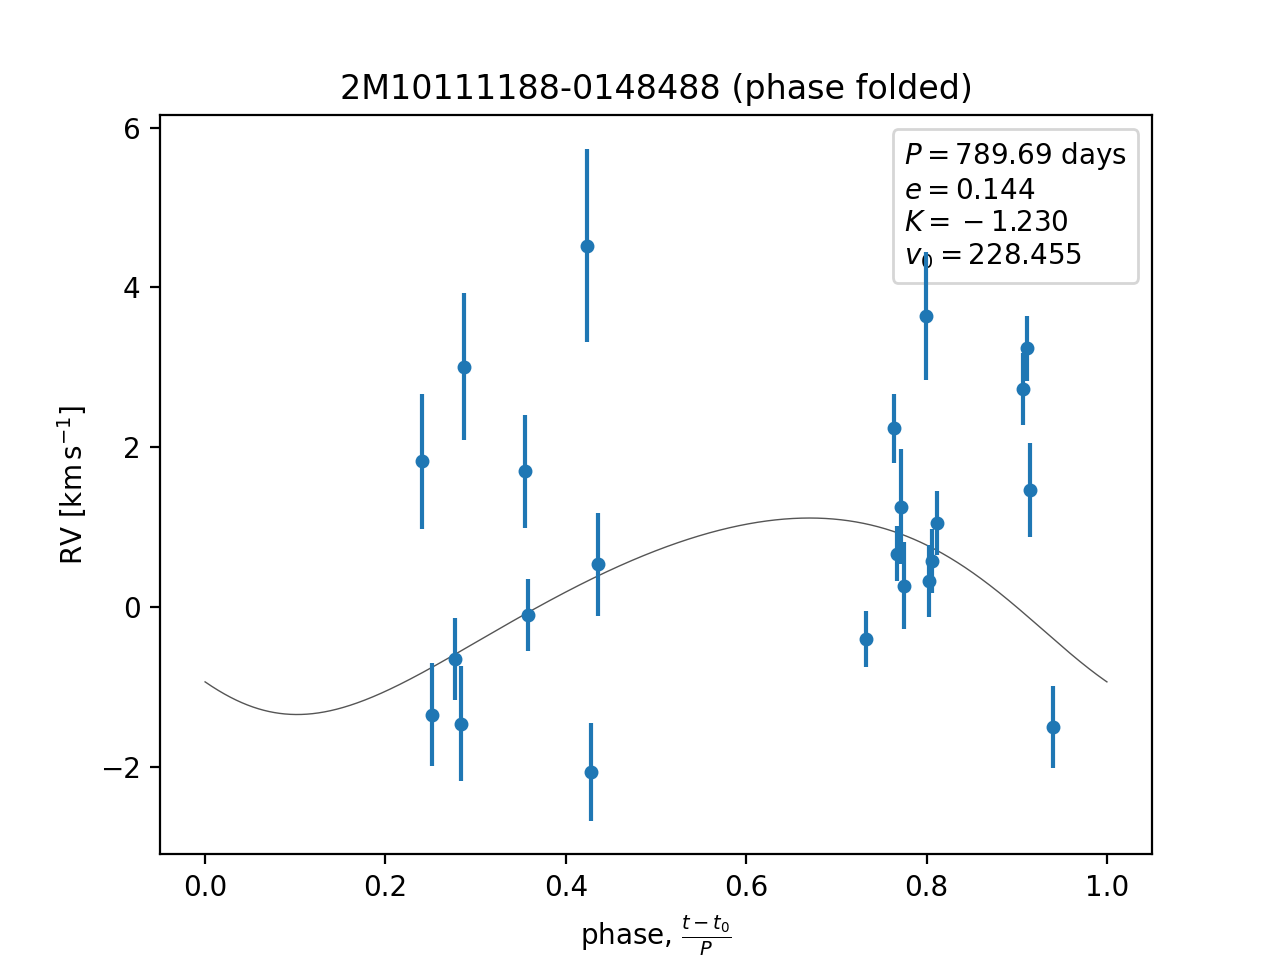 2M10111188-0148488 (phase folded)
P = 789.69 days
e = 0.144
K = − 1.230
v₀ = 228.455
6
4
2
0
−2
RV [km s⁻¹]
0.0 0.2 0.4 0.6 0.8 1.0
phase, (t − t₀)/P